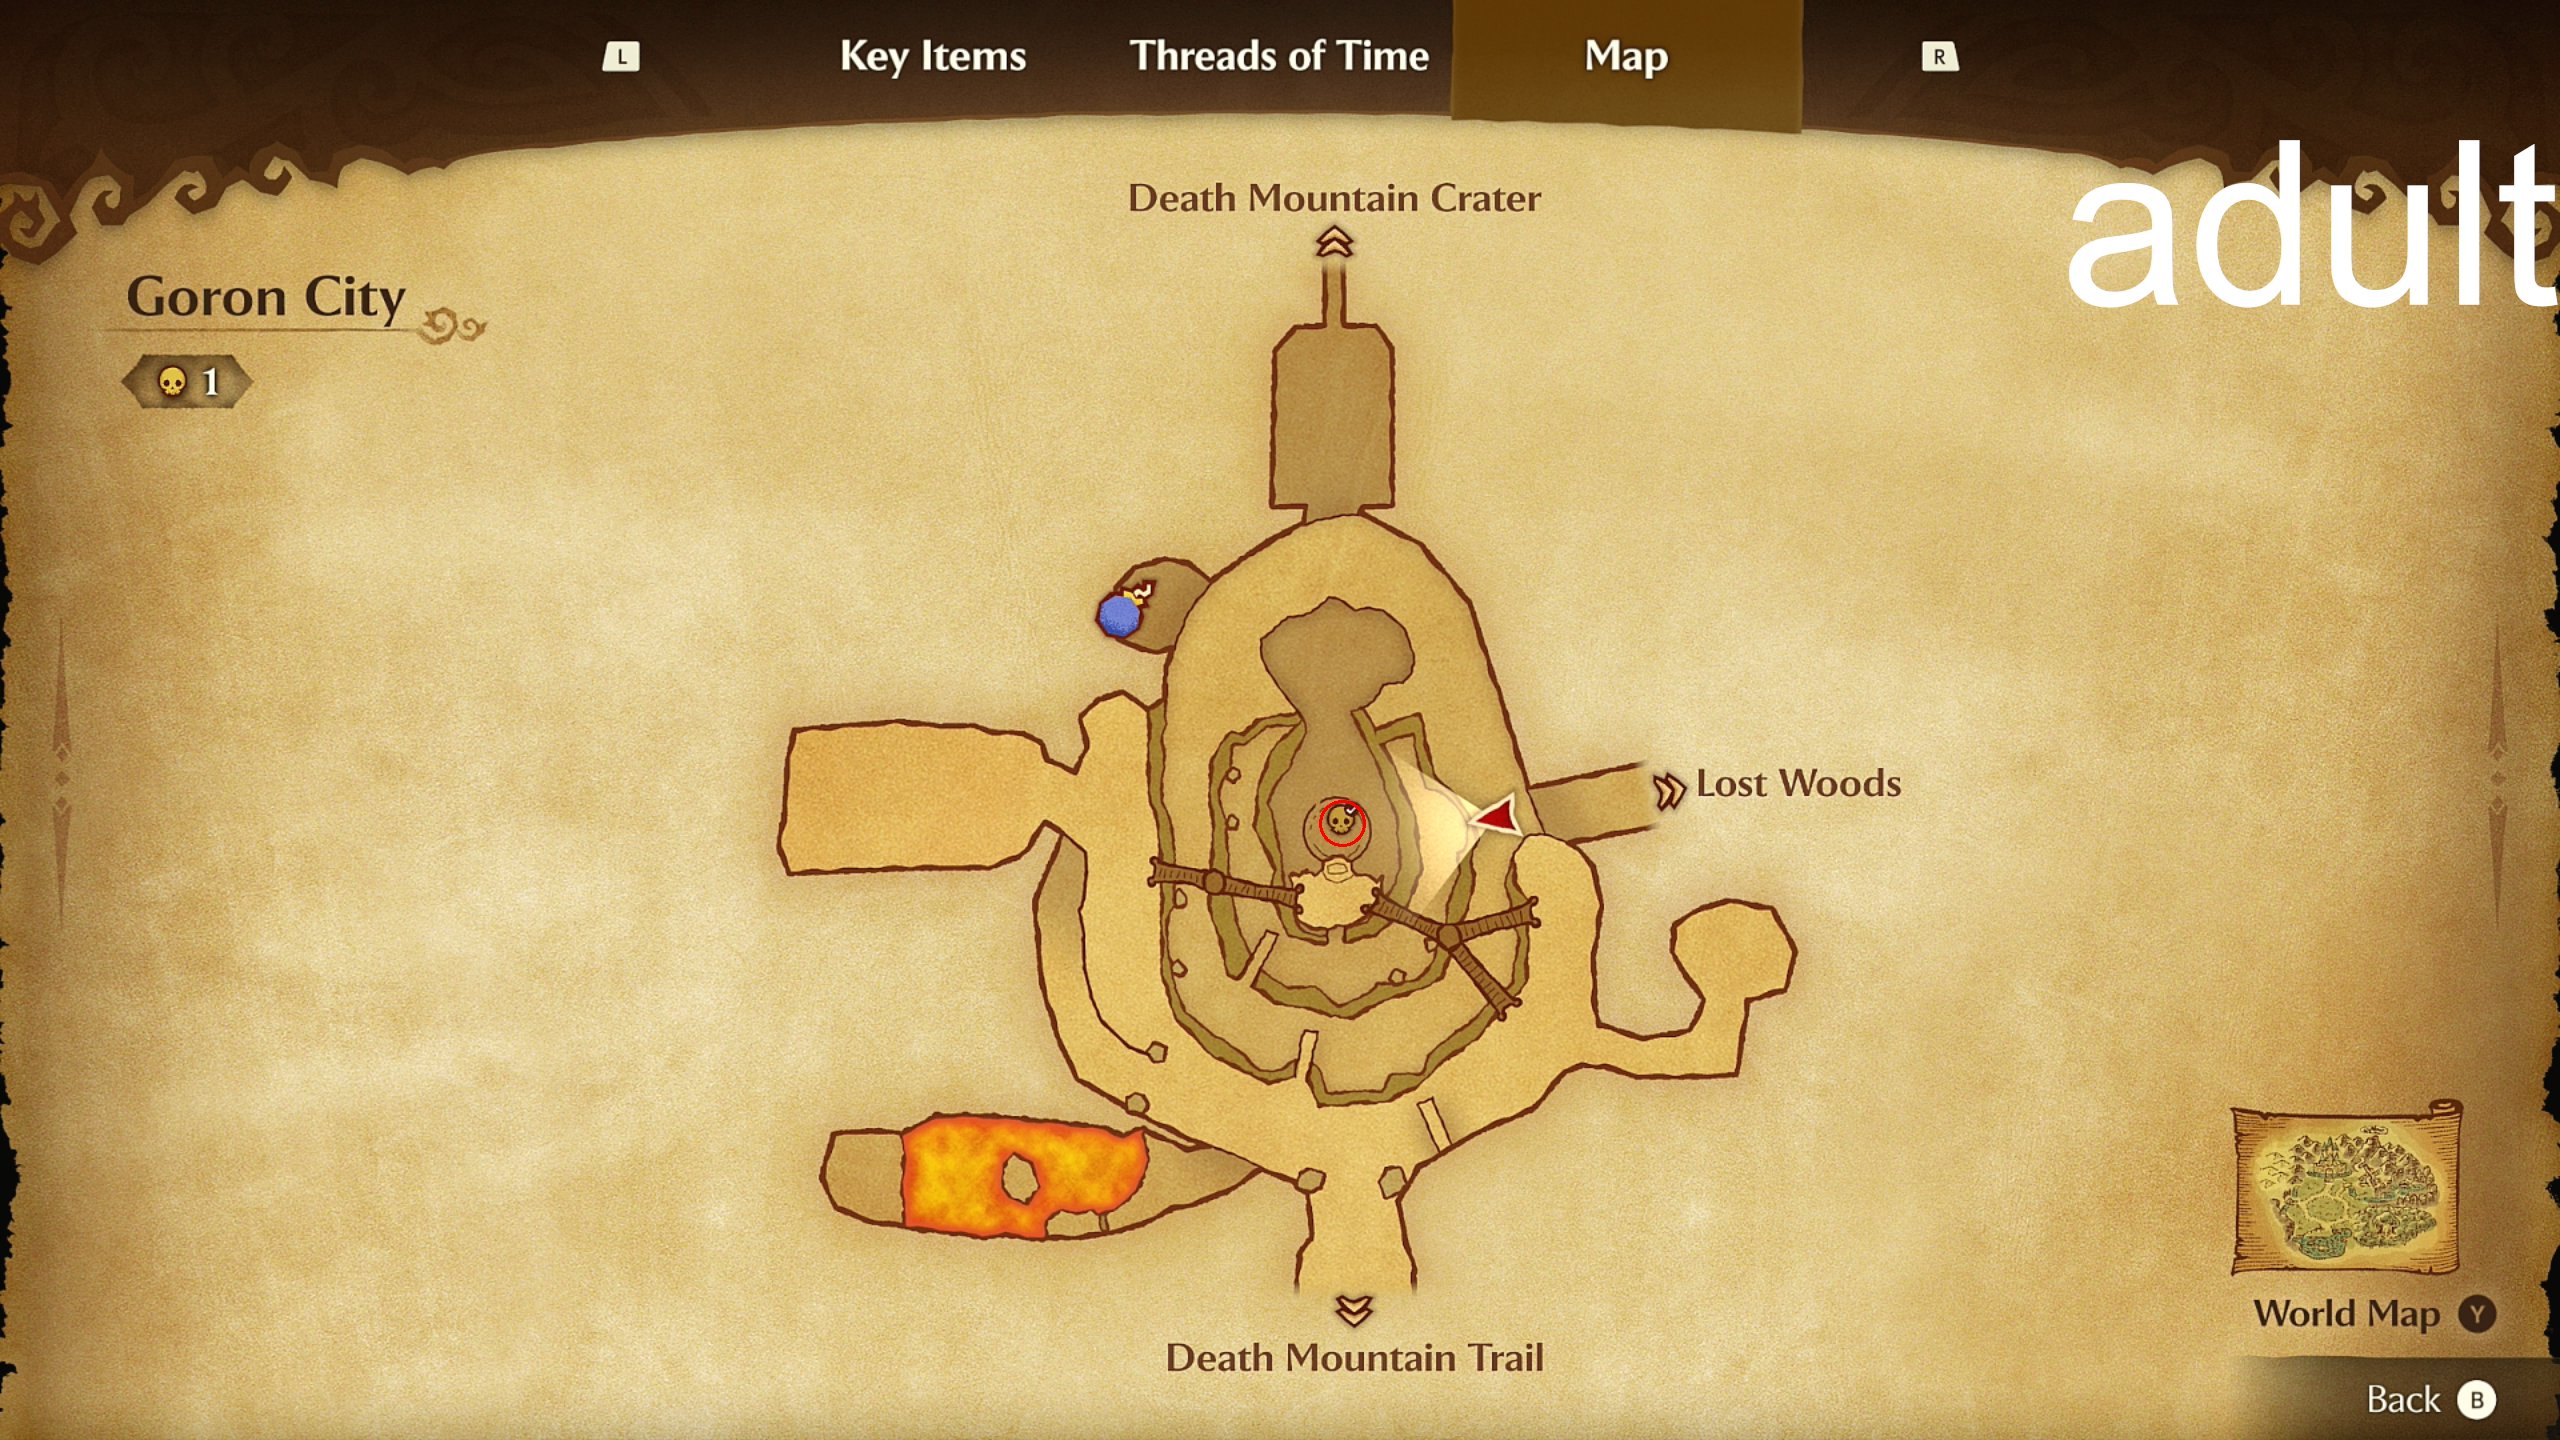 L Key Items Threads of Time Map R
adult
Death Mountain Crater
Goron City
1
Lost Woods
World Map Y
Death Mountain Trail
Back B